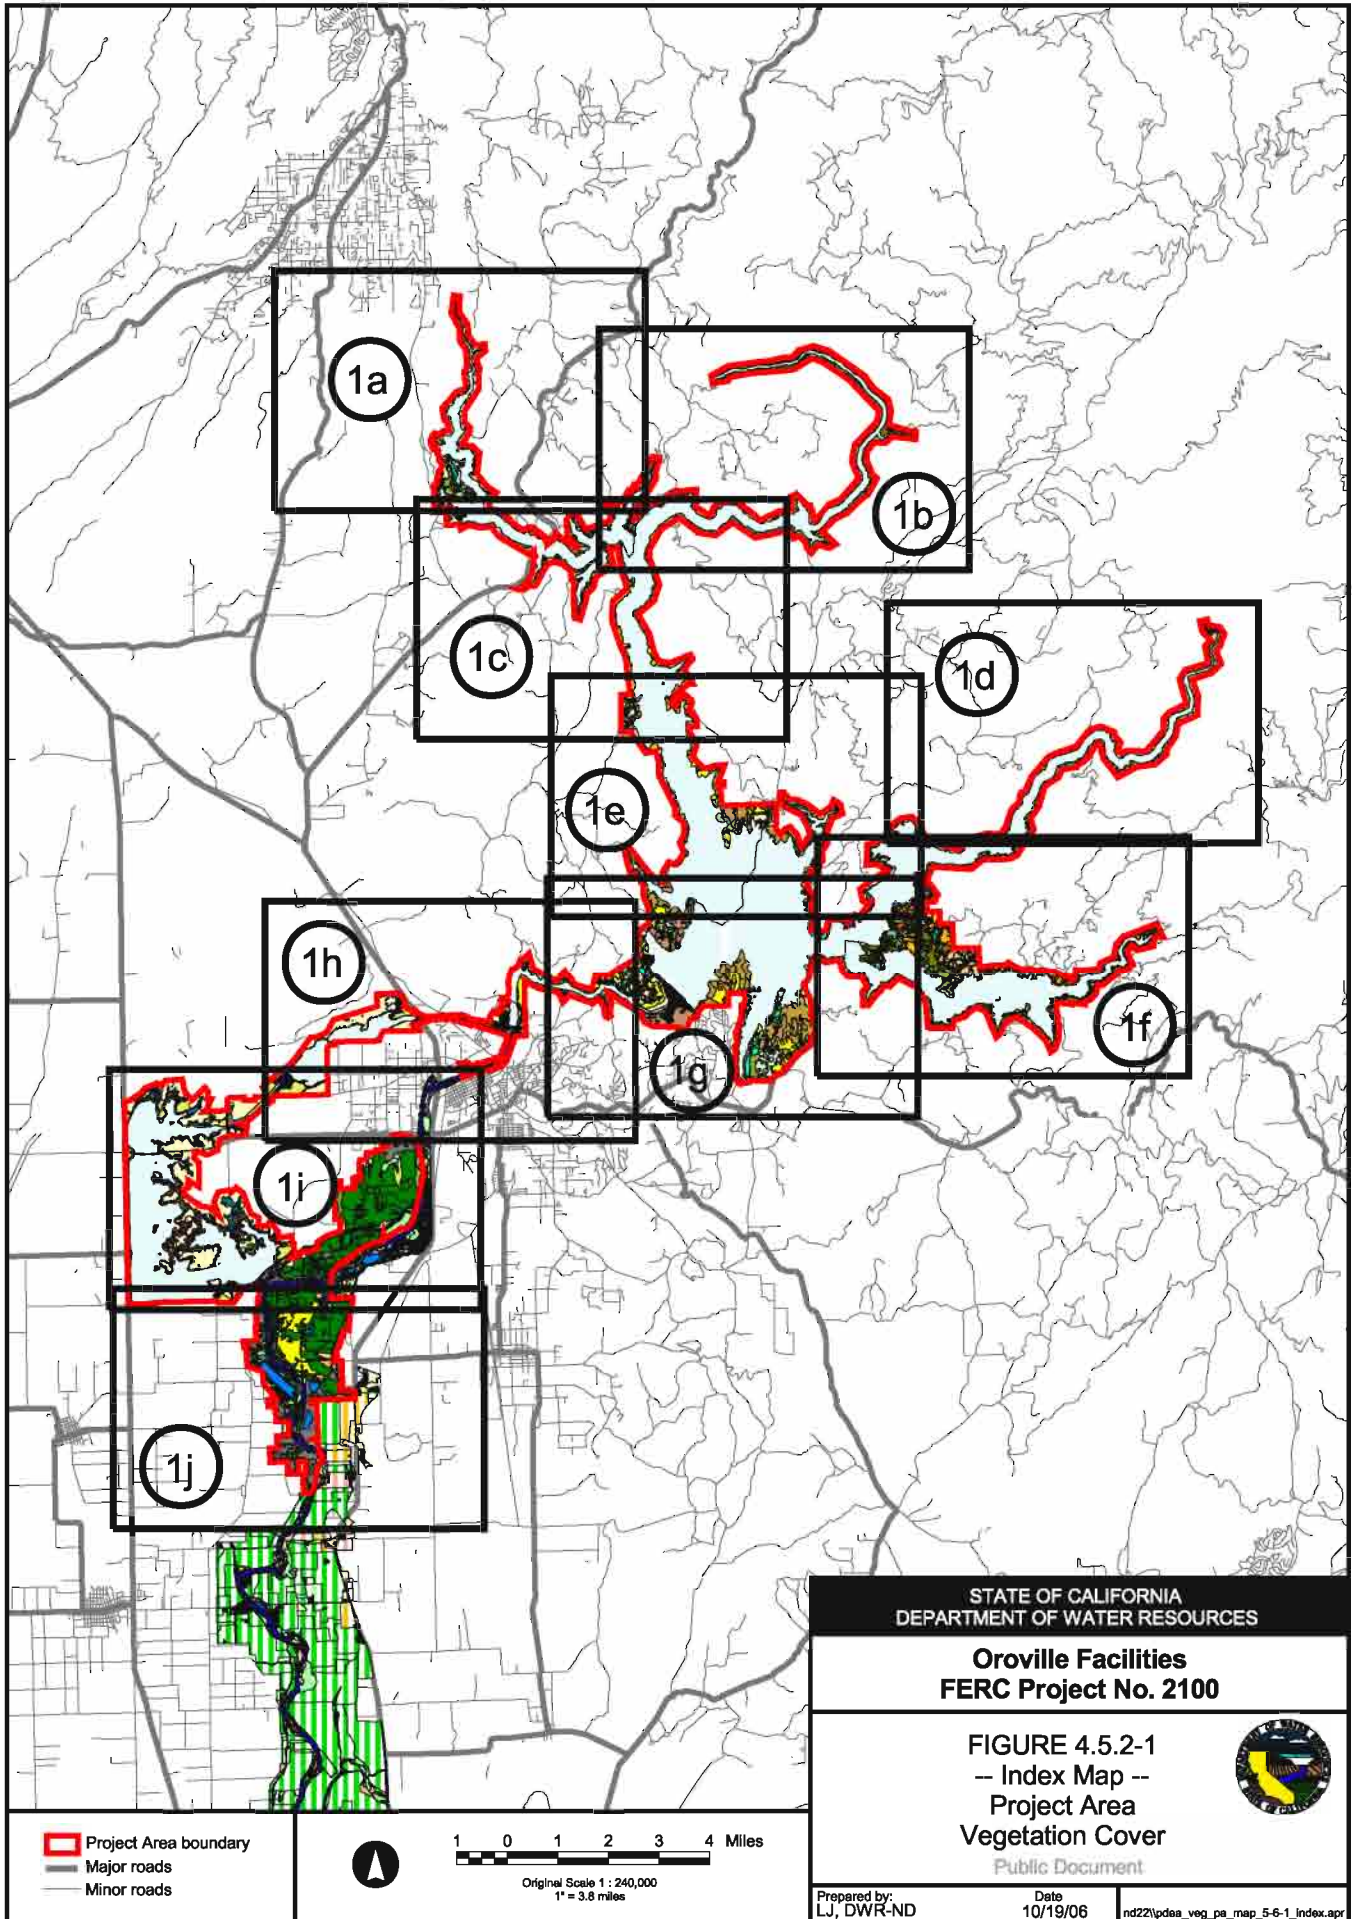 1a
1b
1c
1d
1e
1f
1g
1h
1i
1j
Project Area boundary
Major roads
Minor roads
1 0 1 2 3 4 Miles
Original Scale 1 : 240,000
1" = 3.8 miles
STATE OF CALIFORNIA
DEPARTMENT OF WATER RESOURCES
Oroville Facilities
FERC Project No. 2100
FIGURE 4.5.2-1
-- Index Map --
Project Area
Vegetation Cover
Public Document
Prepared by:
LJ, DWR-ND
Date
10/19/06
nd22\\pdea_veg_pa_map_5-6-1_index.apr